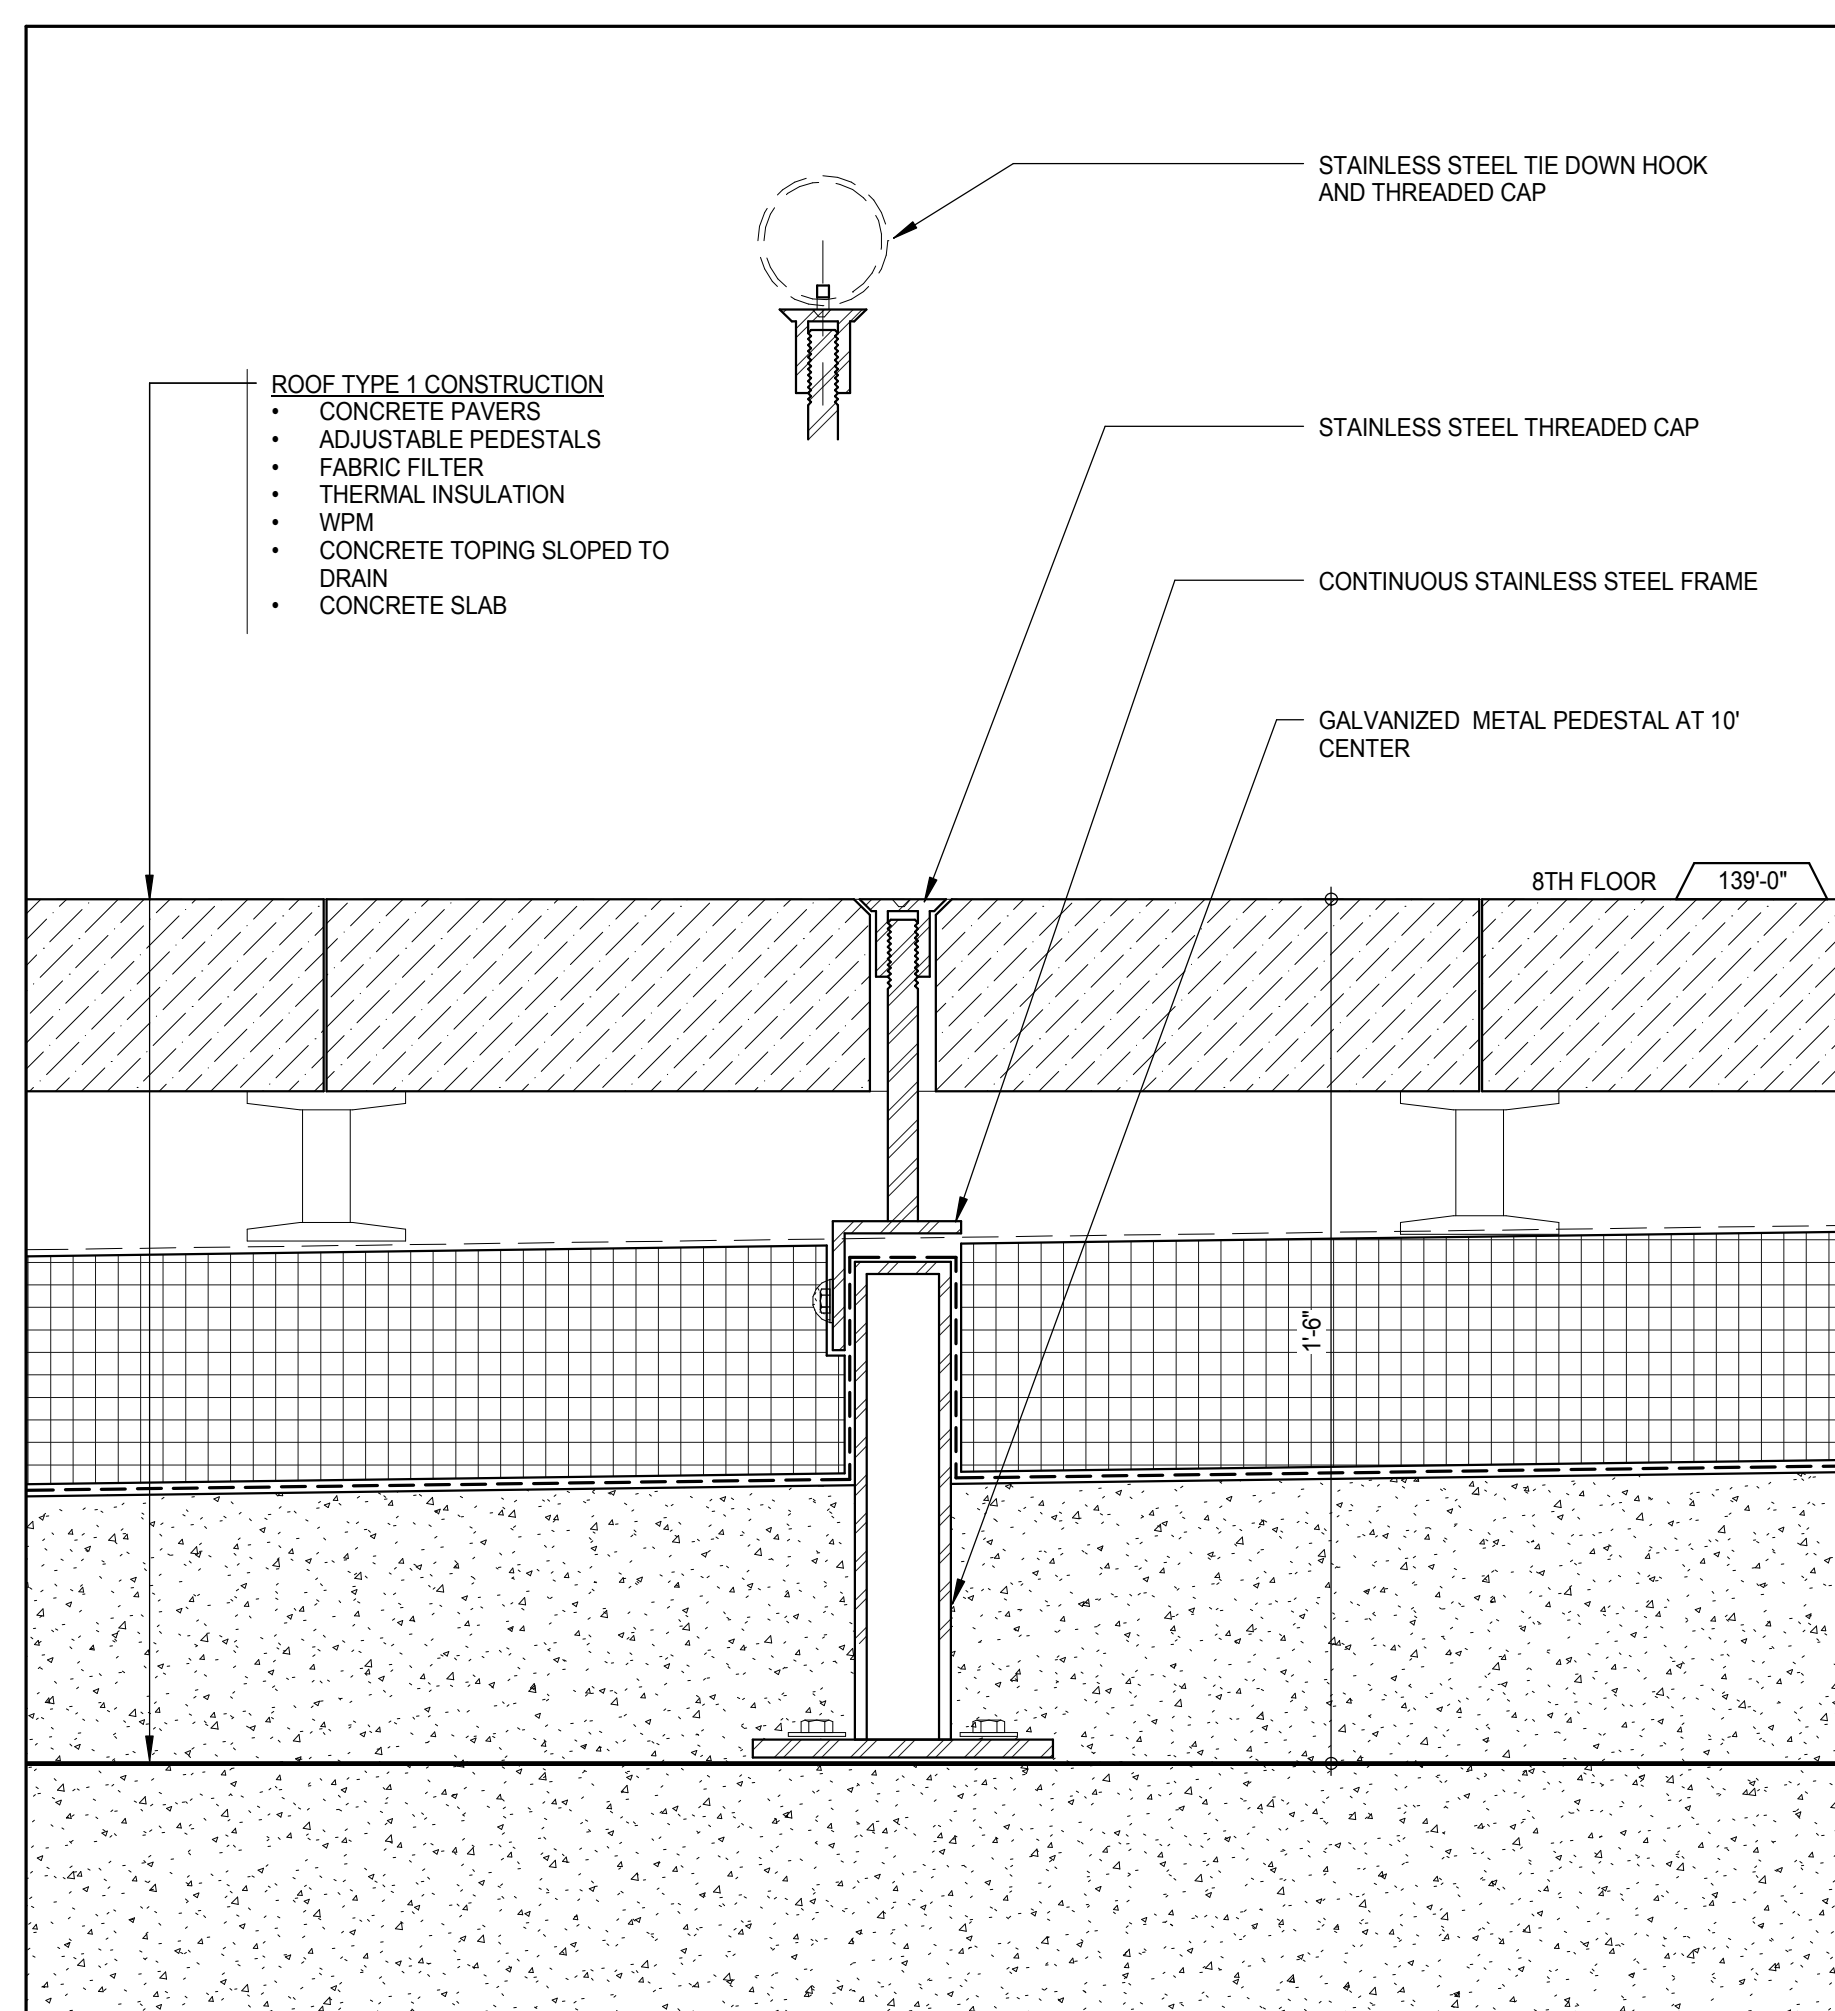 STAINLESS STEEL TIE DOWN HOOK
AND THREADED CAP
ROOF TYPE 1 CONSTRUCTION
• CONCRETE PAVERS
• ADJUSTABLE PEDESTALS
• FABRIC FILTER
• THERMAL INSULATION
• WPM
• CONCRETE TOPING SLOPED TO
DRAIN
• CONCRETE SLAB
STAINLESS STEEL THREADED CAP
CONTINUOUS STAINLESS STEEL FRAME
GALVANIZED METAL PEDESTAL AT 10'
CENTER
8TH FLOOR 139'-0"
1'-6"